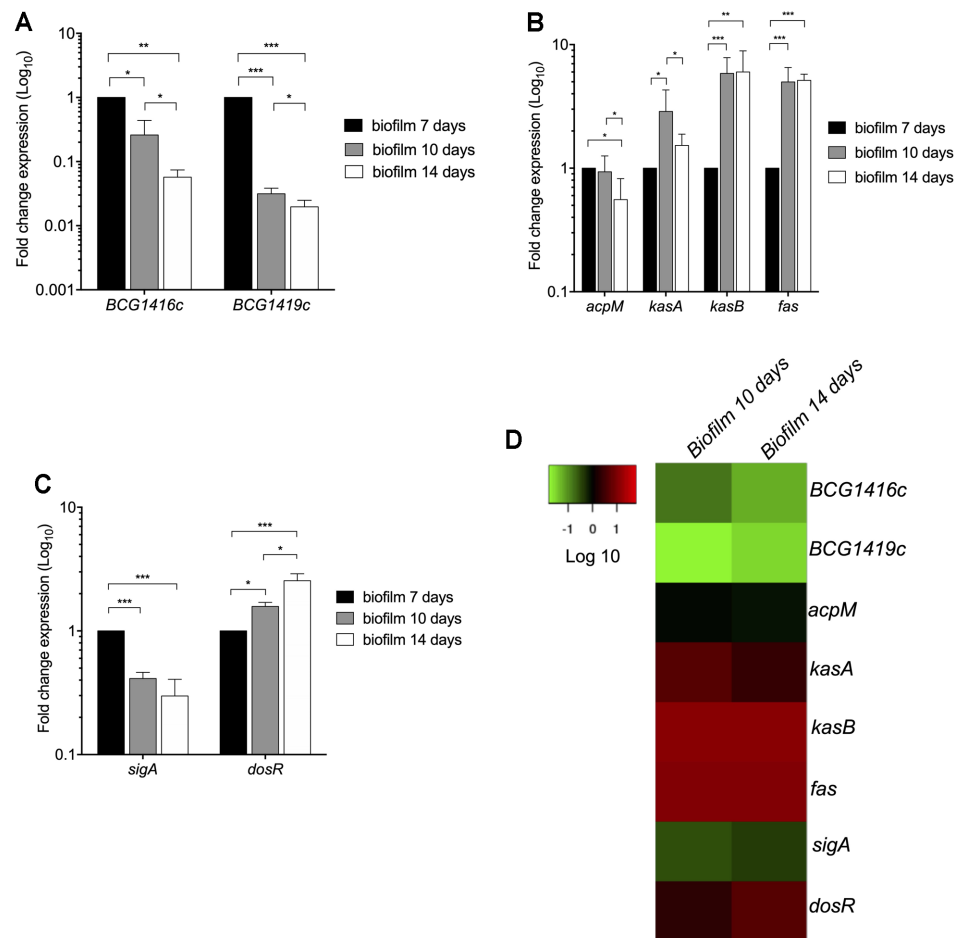 A
Fold change expression (Log10)
10
1
0.1
0.01
0.001
** ***
* ***
* *
BCG1416c BCG1419c
biofilm 7 days
biofilm 10 days
biofilm 14 days
B
Fold change expression (Log10)
10
1
0.1
** ***
*** ***
* *
*
*
acpM kasA kasB fas
biofilm 7 days
biofilm 10 days
biofilm 14 days
C
Fold change expression (Log10)
10
1
0.1
***
*
*** *
***
sigA dosR
biofilm 7 days
biofilm 10 days
biofilm 14 days
D
Biofilm 10 days
Biofilm 14 days
-1 0 1
Log 10
BCG1416c
BCG1419c
acpM
kasA
kasB
fas
sigA
dosR